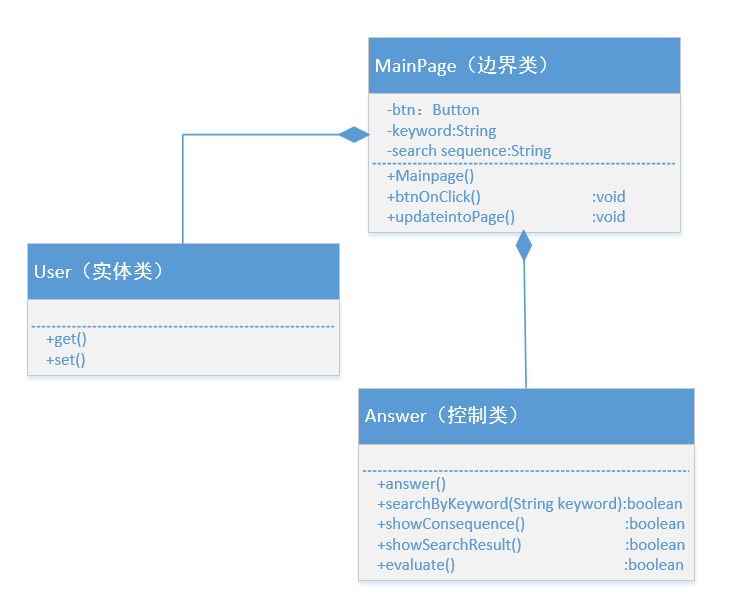 MainPage（边界类）
-btn：Button
-keyword:String
-search sequence:String
+Mainpage()
+btnOnClick() :void
+updateintoPage() :void
User（实体类）
+get()
+set()
Answer（控制类）
+answer()
+searchByKeyword(String keyword):boolean
+showConsequence() :boolean
+showSearchResult() :boolean
+evaluate() :boolean